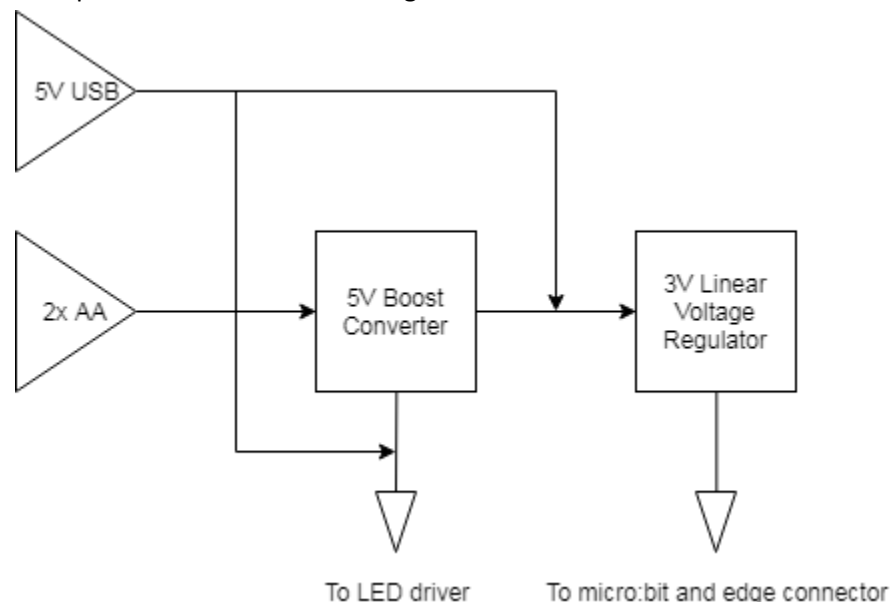 5V USB
2x AA
5V Boost
Converter
3V Linear
Voltage
Regulator
To LED driver
To micro:bit and edge connector